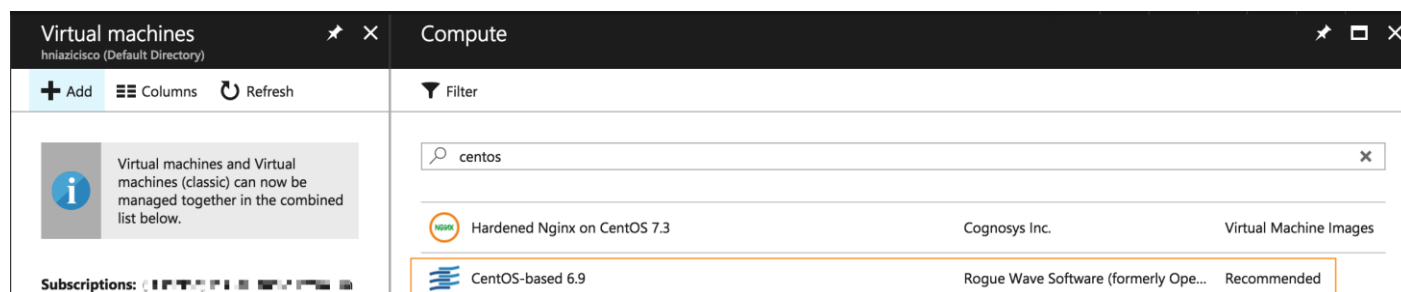 Virtual machines
hniazicisco (Default Directory)
Add Columns Refresh
Virtual machines and Virtual
machines (classic) can now be
managed together in the combined
list below.
Subscriptions:
Compute
Filter
centos
NGINX Hardened Nginx on CentOS 7.3 Cognosys Inc. Virtual Machine Images
CentOS-based 6.9 Rogue Wave Software (formerly Ope... Recommended